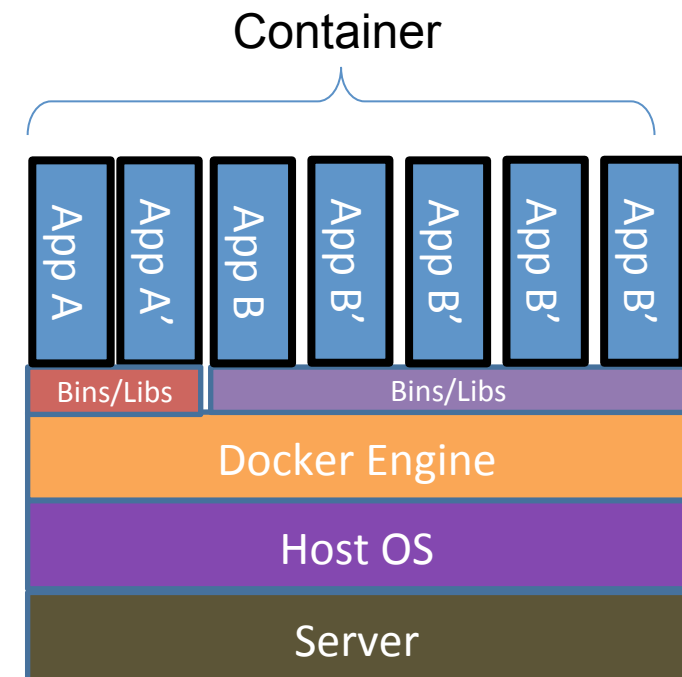 Container
App A
App A’
App B
App B’
App B’
App B’
App B’
Bins/Libs
Bins/Libs
Docker Engine
Host OS
Server